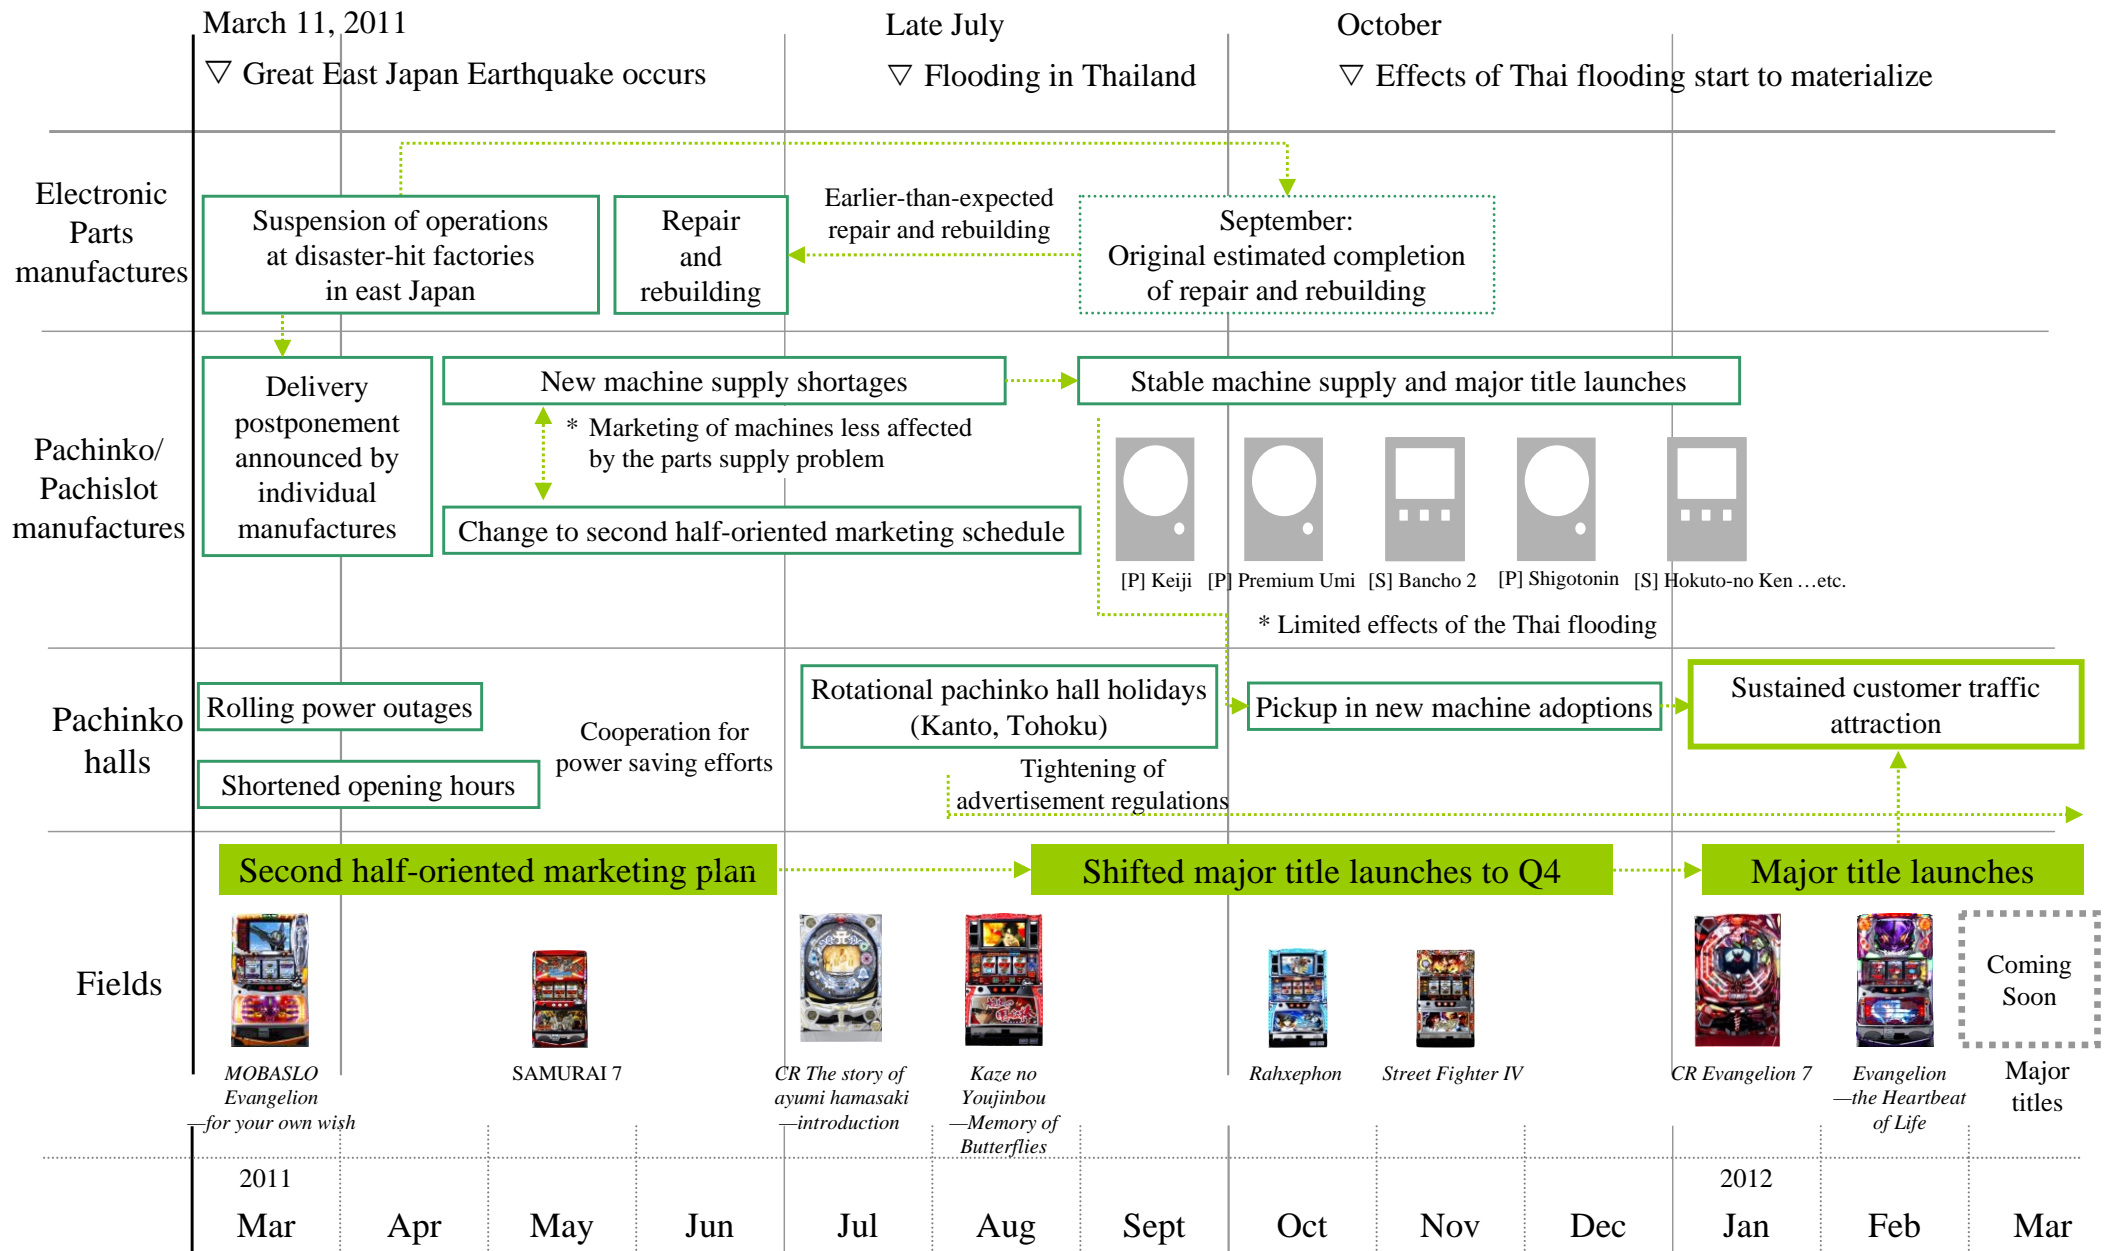 March 11, 2011
▽ Great East Japan Earthquake occurs
Late July
▽ Flooding in Thailand
October
▽ Effects of Thai flooding start to materialize
Electronic
Parts
manufactures
Suspension of operations
at disaster-hit factories
in east Japan
Repair
and
rebuilding
Earlier-than-expected
repair and rebuilding
September:
Original estimated completion
of repair and rebuilding
Pachinko/
Pachislot
manufactures
Delivery
postponement
announced by
individual
manufactures
New machine supply shortages
* Marketing of machines less affected
by the parts supply problem
Change to second half-oriented marketing schedule
Stable machine supply and major title launches
[P] Keiji
[P] Premium Umi
[S] Bancho 2
[P] Shigotonin
[S] Hokuto-no Ken …etc.
* Limited effects of the Thai flooding
Pachinko
halls
Rolling power outages
Shortened opening hours
Cooperation for
power saving efforts
Rotational pachinko hall holidays
(Kanto, Tohoku)
Tightening of
advertisement regulations
Pickup in new machine adoptions
Sustained customer traffic
attraction
Fields
Second half-oriented marketing plan
Shifted major title launches to Q4
Major title launches
MOBASLO
Evangelion
—for your own wish
SAMURAI 7
CR The story of
ayumi hamasaki
—introduction
Kaze no
Youjinbou
—Memory of
Butterflies
Rahxephon
Street Fighter IV
CR Evangelion 7
Evangelion
—the Heartbeat
of Life
Coming
Soon
Major
titles
2011
2012
Mar
Apr
May
Jun
Jul
Aug
Sept
Oct
Nov
Dec
Jan
Feb
Mar